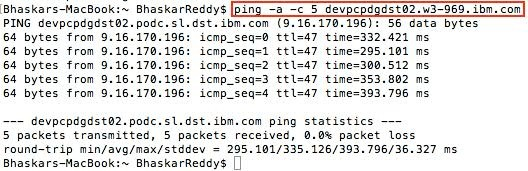 Bhaskars-MacBook:~ BhaskarReddy$ ping -a -c 5 devpcpdgdst02.w3-969.ibm.com
PING devpcpdgdst02.podc.sl.dst.ibm.com (9.16.170.196): 56 data bytes
64 bytes from 9.16.170.196: icmp_seq=0 ttl=47 time=332.421 ms
64 bytes from 9.16.170.196: icmp_seq=1 ttl=47 time=295.101 ms
64 bytes from 9.16.170.196: icmp_seq=2 ttl=47 time=300.512 ms
64 bytes from 9.16.170.196: icmp_seq=3 ttl=47 time=353.802 ms
64 bytes from 9.16.170.196: icmp_seq=4 ttl=47 time=393.796 ms
--- devpcpdgdst02.podc.sl.dst.ibm.com ping statistics ---
5 packets transmitted, 5 packets received, 0.0% packet loss
round-trip min/avg/max/stddev = 295.101/335.126/393.796/36.327 ms
Bhaskars-MacBook:~ BhaskarReddy$